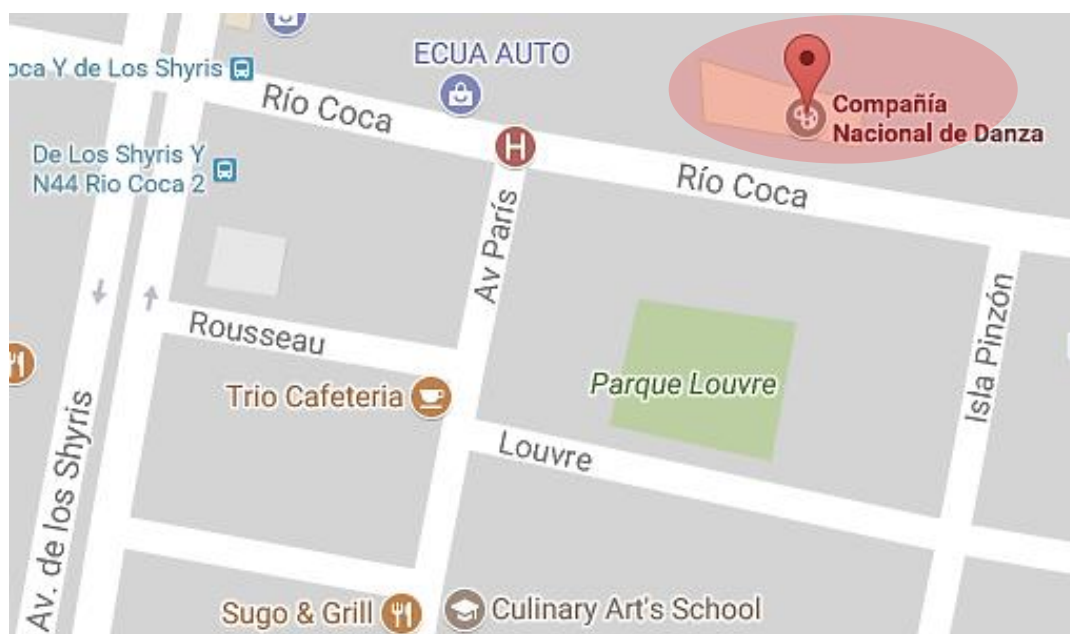 ECUA AUTO
oca Y de Los Shyris
Río Coca
Compañía
Nacional de Danza
De Los Shyris Y
N44 Rio Coca 2
H
Río Coca
Av París
Isla Pinzón
Rousseau
Parque Louvre
Trio Cafeteria
Av. de los Shyris
Louvre
Sugo & Grill
Culinary Art's School